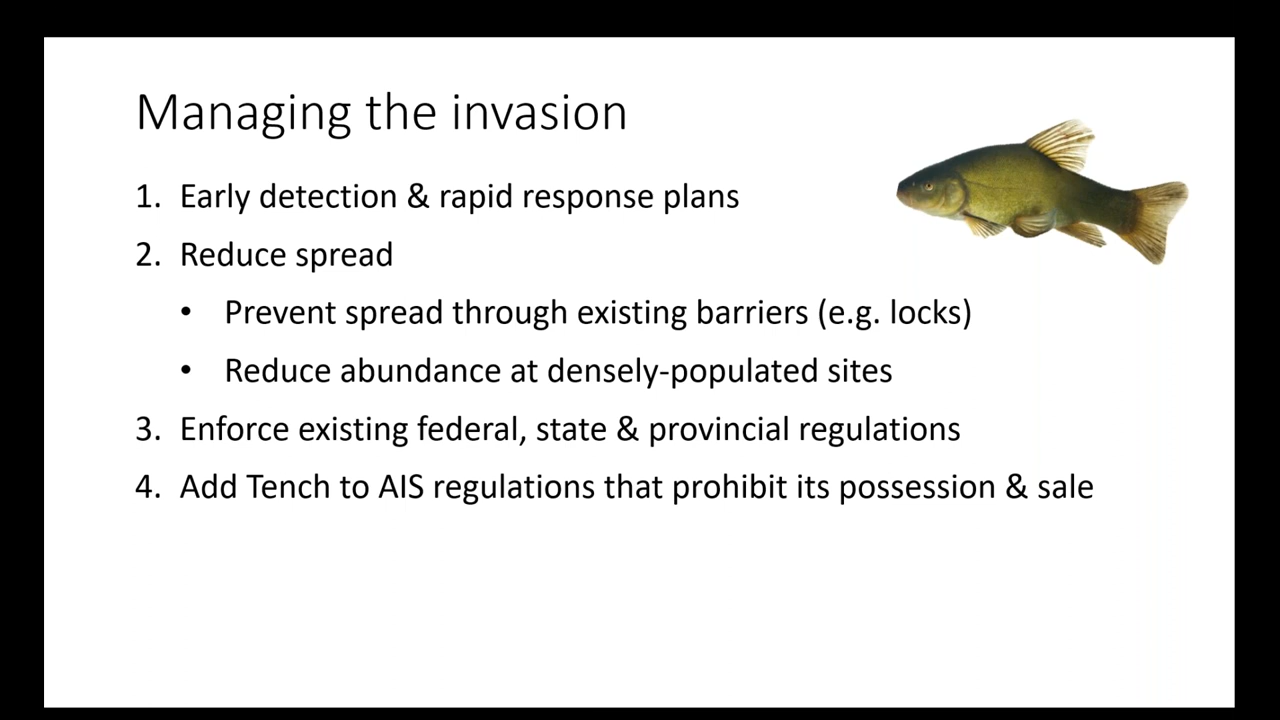 Managing the invasion
1. Early detection & rapid response plans
2. Reduce spread
• Prevent spread through existing barriers (e.g. locks)
• Reduce abundance at densely-populated sites
3. Enforce existing federal, state & provincial regulations
4. Add Tench to AIS regulations that prohibit its possession & sale